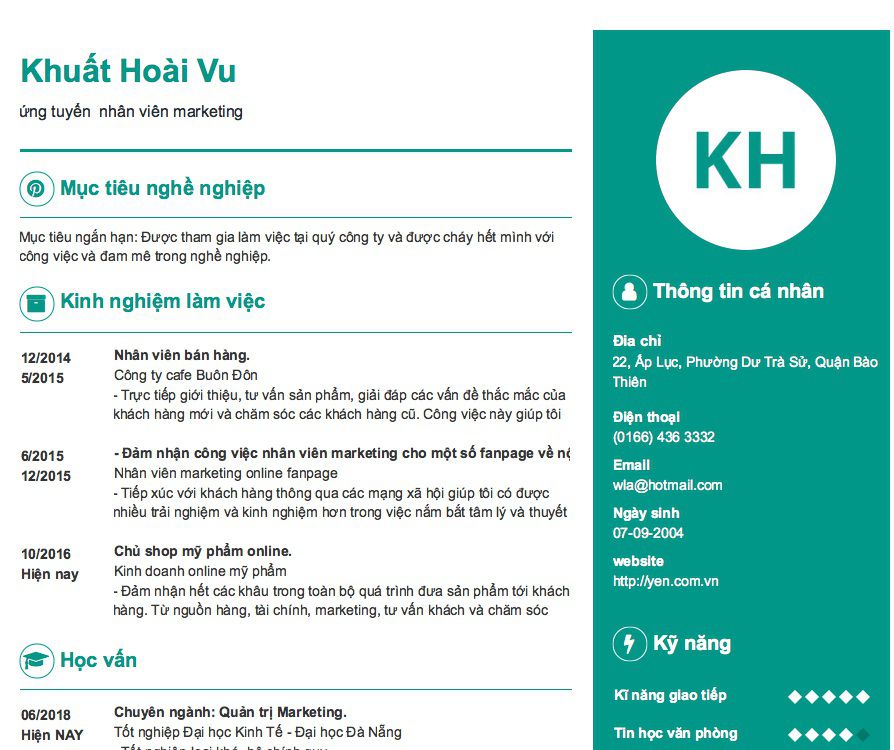 Khuất Hoài Vu
ứng tuyển nhân viên marketing
Mục tiêu nghề nghiệp
Mục tiêu ngắn hạn: Được tham gia làm việc tại quý công ty và được cháy hết mình với
công việc và đam mê trong nghề nghiệp.
Kinh nghiệm làm việc
12/2014
5/2015
Nhân viên bán hàng.
Công ty cafe Buôn Đôn
- Trực tiếp giới thiệu, tư vấn sản phẩm, giải đáp các vấn đề thắc mắc của
khách hàng mới và chăm sóc các khách hàng cũ. Công việc này giúp tôi
6/2015
12/2015
- Đảm nhận công việc nhân viên marketing cho một số fanpage về
Nhân viên marketing online fanpage
- Tiếp xúc với khách hàng thông qua các mạng xã hội giúp tôi có được
nhiều trải nghiệm và kinh nghiệm hơn trong việc nắm bắt tâm lý và thuyết
10/2016
Hiện nay
Chủ shop mỹ phẩm online.
Kinh doanh online mỹ phẩm
- Đảm nhận hết các khâu trong toàn bộ quá trình đưa sản phẩm tới khách
hàng. Từ nguồn hàng, tài chính, marketing, tư vấn khách và chăm sóc
Học vấn
06/2018
Hiện NAY
Chuyên ngành: Quản trị Marketing.
Tốt nghiệp Đại học Kinh Tế - Đại học Đà Nẵng
- Tốt nghiệp loại khá, hệ chính quy
KH
Thông tin cá nhân
Địa chỉ
22, Ấp Lục, Phường Dư Trà Sử, Quận Bào
Thiên
Điện thoại
(0166) 436 3332
Email
wla@hotmail.com
Ngày sinh
07-09-2004
website
http://yen.com.vn
Kỹ năng
Kĩ năng giao tiếp
Tin học văn phòng